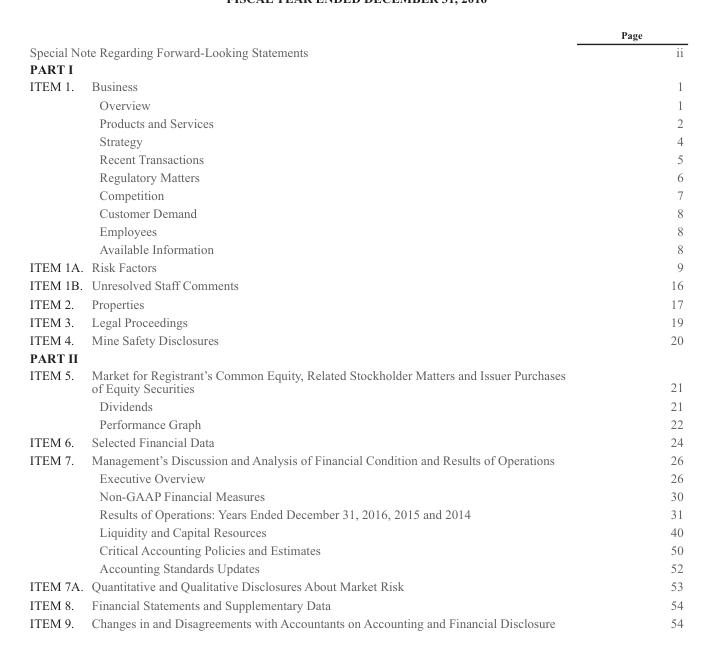 FISCAL YEAR ENDED DECEMBER 31, 2016
Page
Special Note Regarding Forward-Looking Statements ii
PART I
ITEM 1. Business 1
Overview 1
Products and Services 2
Strategy 4
Recent Transactions 5
Regulatory Matters 6
Competition 7
Customer Demand 8
Employees 8
Available Information 8
ITEM 1A. Risk Factors 9
ITEM 1B. Unresolved Staff Comments 16
ITEM 2. Properties 17
ITEM 3. Legal Proceedings 19
ITEM 4. Mine Safety Disclosures 20
PART II
ITEM 5. Market for Registrant's Common Equity, Related Stockholder Matters and Issuer Purchases
of Equity Securities 21
Dividends 21
Performance Graph 22
ITEM 6. Selected Financial Data 24
ITEM 7. Management's Discussion and Analysis of Financial Condition and Results of Operations 26
Executive Overview 26
Non-GAAP Financial Measures 30
Results of Operations: Years Ended December 31, 2016, 2015 and 2014 31
Liquidity and Capital Resources 40
Critical Accounting Policies and Estimates 50
Accounting Standards Updates 52
ITEM 7A. Quantitative and Qualitative Disclosures About Market Risk 53
ITEM 8. Financial Statements and Supplementary Data 54
ITEM 9. Changes in and Disagreements with Accountants on Accounting and Financial Disclosure 54